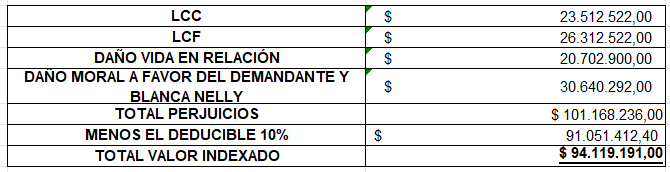 LCC $ 23.512.522,00
LCF $ 26.312.522,00
DAÑO VIDA EN RELACIÓN $ 20.702.900,00
DAÑO MORAL A FAVOR DEL DEMANDANTE Y
BLANCA NELLY $ 30.640.292,00
TOTAL PERJUICIOS $ 101.168.236,00
MENOS EL DEDUCIBLE 10% $ 91.051.412,40
TOTAL VALOR INDEXADO $ 94.119.191,00